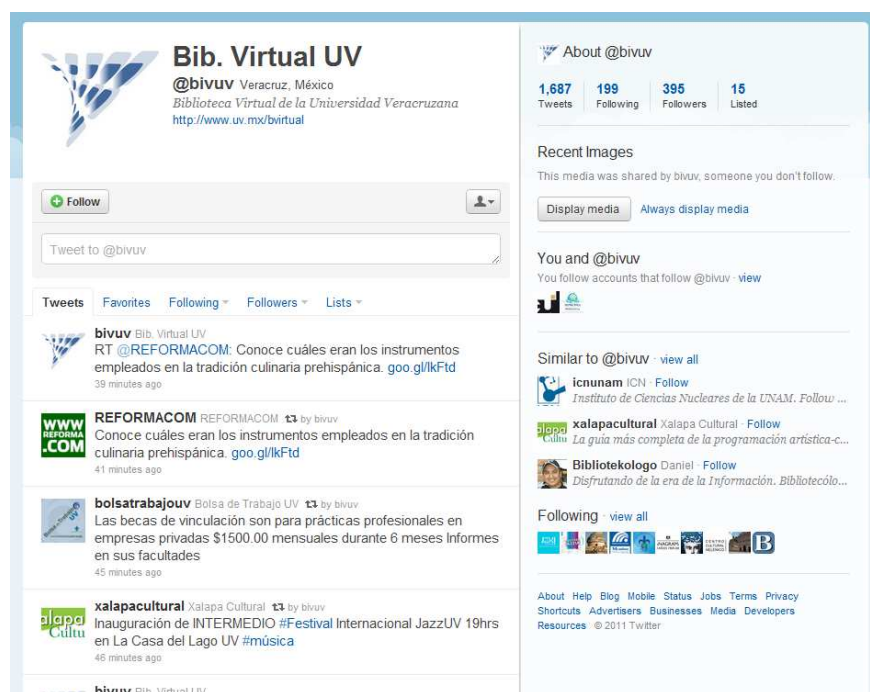 Bib. Virtual UV
@bivuv Veracruz, México
Biblioteca Virtual de la Universidad Veracruzana
http://www.uv.mx/bvirtual
Follow
Tweet to @bivuv
Tweets Favorites Following Followers Lists
bivuv Bib. Virtual UV
RT @REFORMACOM: Conoce cuáles eran los instrumentos
empleados en la tradición culinaria prehispánica. goo.gl/lkFtd
39 minutes ago
WWW
REFORMA
.COM
REFORMACOM REFORMACOM by bivuv
Conoce cuáles eran los instrumentos empleados en la tradición
culinaria prehispánica. goo.gl/lkFtd
41 minutes ago
bolsatrabajouv Bolsa de Trabajo UV by bivuv
Las becas de vinculación son para prácticas profesionales en
empresas privadas $1500.00 mensuales durante 6 meses Informes
en sus facultades
45 minutes ago
alapa
Cultu
xalapacultural Xalapa Cultural by bivuv
Inauguración de INTERMEDIO #Festival Internacional JazzUV 19hrs
en La Casa del Lago UV #música
46 minutes ago
bivuv Bib. Virtual UV
About @bivuv
1,687 199 395 15
Tweets Following Followers Listed
Recent Images
This media was shared by bivuv, someone you don't follow.
Display media Always display media
You and @bivuv
You follow accounts that follow @bivuv · view
Similar to @bivuv · view all
icnunam ICN · Follow
Instituto de Ciencias Nucleares de la UNAM. Follow ...
alapa
Cultu
xalapacultural Xalapa Cultural · Follow
La guía más completa de la programación artística-c...
Bibliotekologo Daniel · Follow
Disfrutando de la era de la Información. Bibliotecólo...
Following · view all
B
About Help Blog Mobile Status Jobs Terms Privacy
Shortcuts Advertisers Businesses Media Developers
Resources © 2011 Twitter